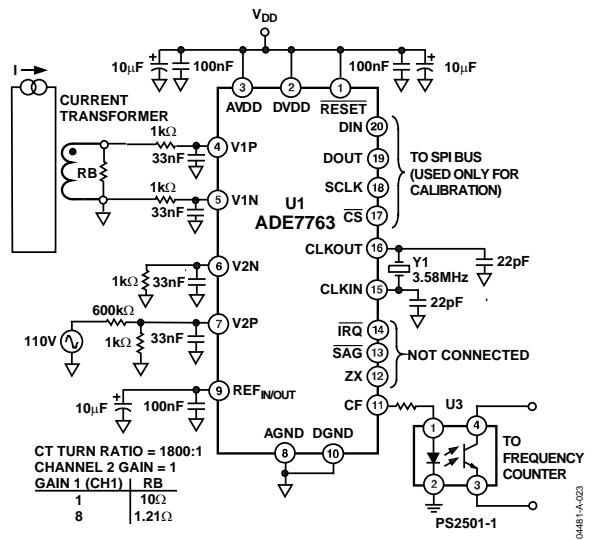 VDD
10μF
100nF
100nF
10μF
I
3
2
1
AVDD
DVDD
RESET
CURRENT
TRANSFORMER
RB
1kΩ
33nF
4
V1P
1kΩ
33nF
5
V1N
U1
ADE7763
DIN
20
DOUT
19
SCLK
18
CS
17
TO SPI BUS
(USED ONLY FOR
CALIBRATION)
CLKOUT
16
Y1
3.58MHz
22pF
CLKIN
15
22pF
1kΩ
33nF
6
V2N
600kΩ
110V
1kΩ
33nF
7
V2P
IRQ
14
SAG
13
ZX
12
NOT CONNECTED
10μF
100nF
9
REFIN/OUT
CF
11
U3
1
4
2
3
TO
FREQUENCY
COUNTER
PS2501-1
AGND
DGND
8
10
CT TURN RATIO = 1800:1
CHANNEL 2 GAIN = 1
GAIN 1 (CH1) RB
1 10Ω
8 1.21Ω
04481-A-023